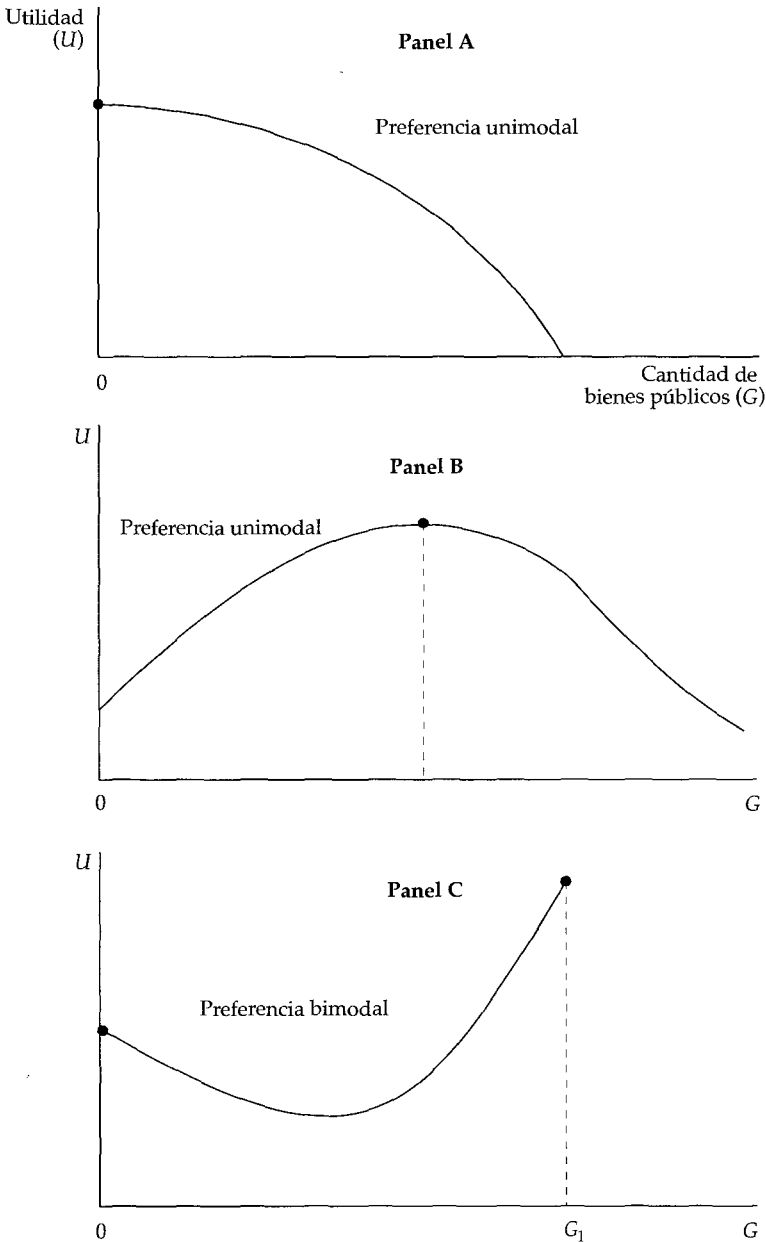 Utilidad
(U)
Panel A
Preferencia unimodal
0
Cantidad de
bienes públicos (G)
U
Panel B
Preferencia unimodal
0
G
U
Panel C
Preferencia bimodal
0
G₁
G